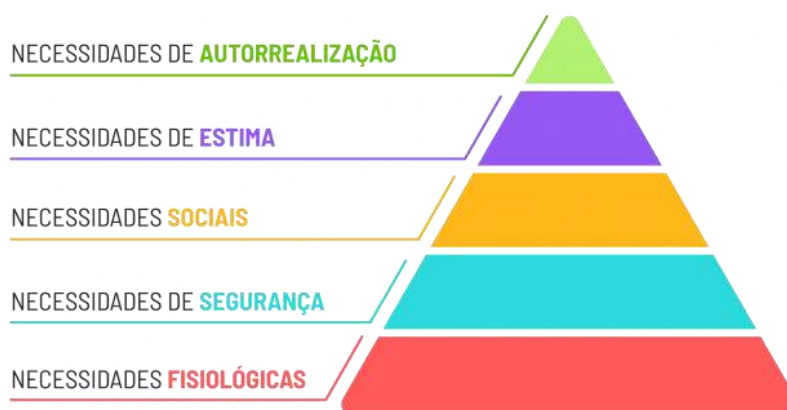 NECESSIDADES DE AUTORREALIZAÇÃO
NECESSIDADES DE ESTIMA
NECESSIDADES SOCIAIS
NECESSIDADES DE SEGURANÇA
NECESSIDADES FISIOLÓGICAS